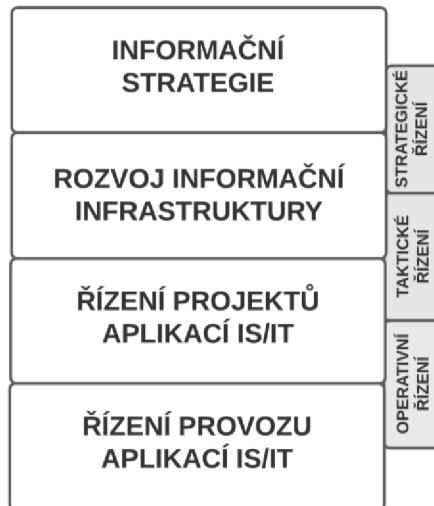 INFORMAČNÍ
STRATEGIE
ROZVOJ INFORMAČNÍ
INFRASTRUKTURY
ŘÍZENÍ PROJEKTŮ
APLIKACÍ IS/IT
ŘÍZENÍ PROVOZU
APLIKACÍ IS/IT
STRATEGICKÉ
ŘÍZENÍ
TAKTICKÉ
ŘÍZENÍ
OPERATIVNÍ
ŘÍZENÍ